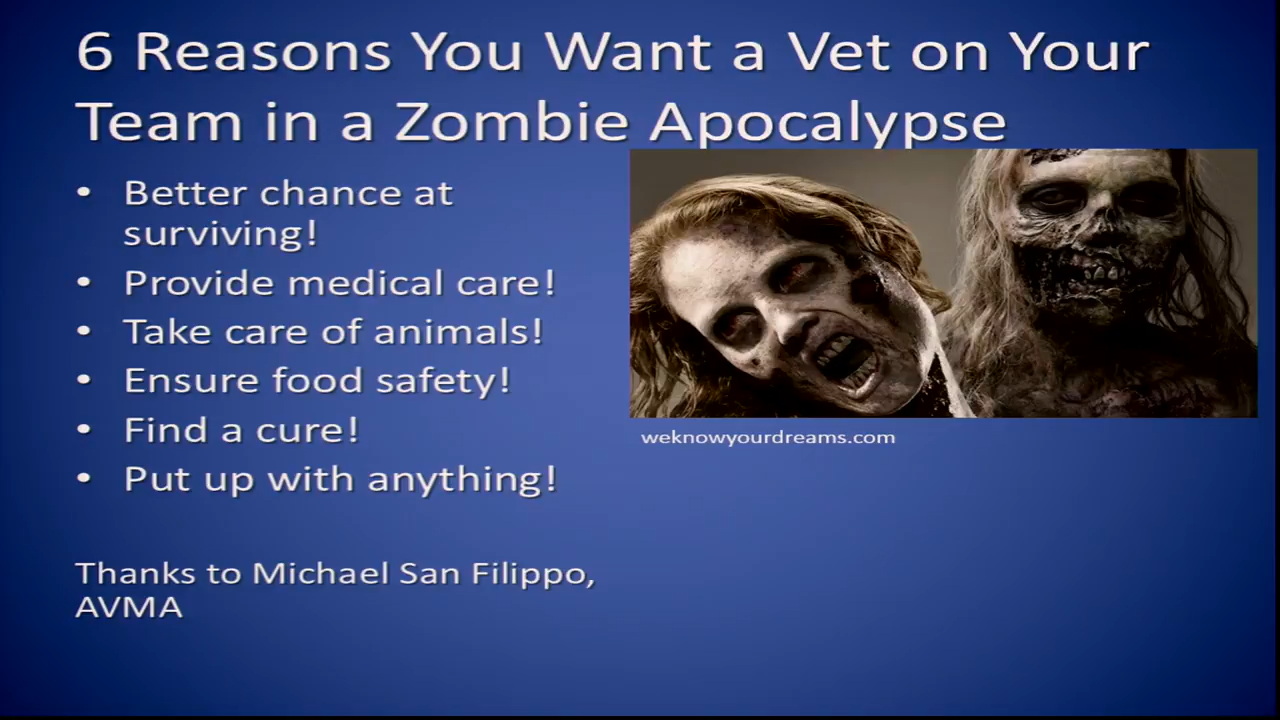 6 Reasons You Want a Vet on Your
Team in a Zombie Apocalypse
• Better chance at
surviving!
• Provide medical care!
• Take care of animals!
• Ensure food safety!
• Find a cure!
• Put up with anything!
weknowyourdreams.com
Thanks to Michael San Filippo,
AVMA